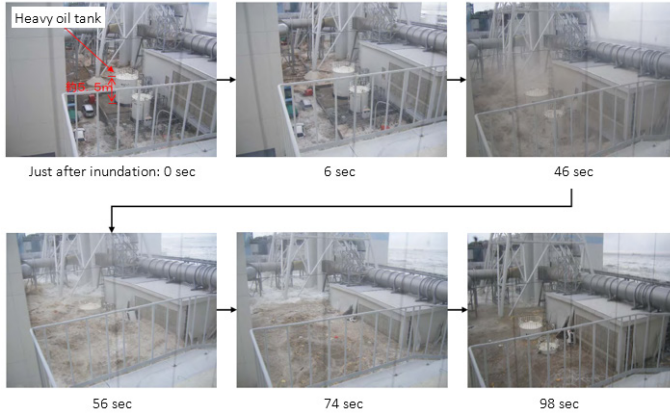 Heavy oil tank
Just after inundation: 0 sec
6 sec
46 sec
56 sec
74 sec
98 sec